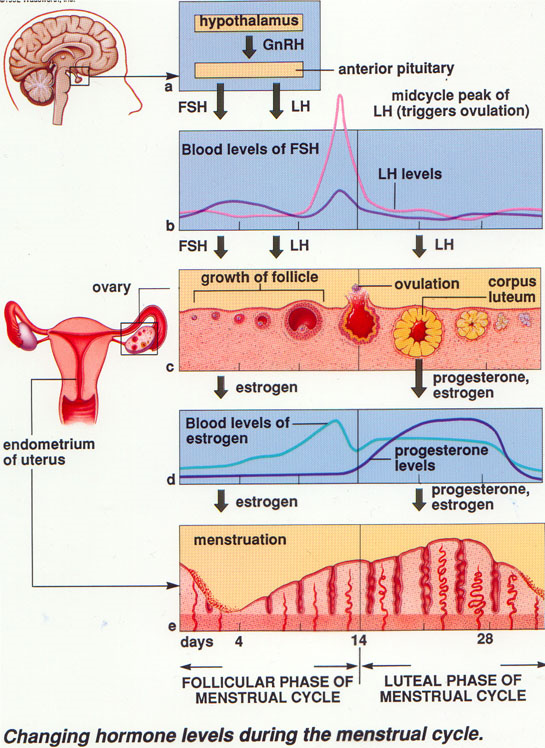 hypothalamus
GnRH
anterior pituitary
a
FSH
LH
midcycle peak of
LH (triggers ovulation)
Blood levels of FSH
LH levels
b
FSH
LH
LH
ovary
growth of follicle
ovulation
corpus
luteum
c
estrogen
progesterone,
estrogen
Blood levels of
estrogen
progesterone
levels
endometrium
of uterus
d
estrogen
progesterone,
estrogen
menstruation
e
days
4
14
28
FOLLICULAR PHASE OF
MENSTRUAL CYCLE
LUTEAL PHASE OF
MENSTRUAL CYCLE
Changing hormone levels during the menstrual cycle.